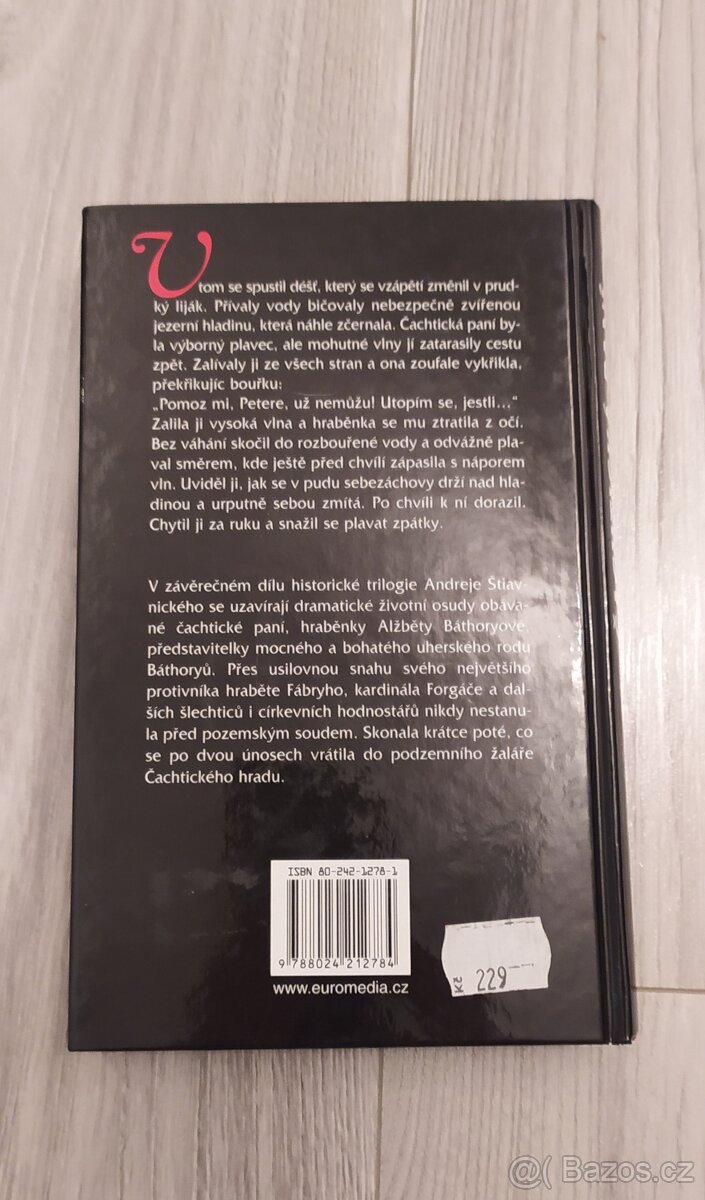 V
tom se spustil déšť, který se vzápětí změnil v prud-
ký liják. Přívaly vody bičovaly nebezpečně zvířenou
jezerní hladinu, která náhle zčernala. Čachtická paní by-
la výborný plavec, ale mohutné vlny jí zatarasily cestu
zpět. Zalívaly ji ze všech stran a ona zoufale vykřikla,
překřikujíc bouřku:
„Pomoz mi, Petere, už nemůžu! Utopím se, jestli...“
Zalila ji vysoká vlna a hraběnka se mu ztratila z očí.
Bez váhání skočil do rozbouřené vody a odvážně pla-
val směrem, kde ještě před chvílí zápasila s náporem
vln. Uviděl ji, jak se v pudu sebezáchovy drží nad hla-
dinou a urputně sebou zmítá. Po chvíli k ní dorazil.
Chytil ji za ruku a snažil se plavat zpátky.
V závěrečném dílu historické trilogie Andreje Štiav-
nického se uzavírají dramatické životní osudy obáva-
né čachtické paní, hraběnky Alžběty Báthoryové,
představitelky mocného a bohatého uherského rodu
Báthoryů. Přes usilovnou snahu svého největšího
protivníka hraběte Fábryho, kardinála Forgáče a dal-
ších šlechticů i církevních hodnostářů nikdy nestanu-
la před pozemským soudem. Skonala krátce poté, co
se po dvou únosech vrátila do podzemního žaláře
Čachtického hradu.
ISBN 80-242-1278-1
9 788024 212784
www.euromedia.cz
Kč 229-
@( Bazos.cz